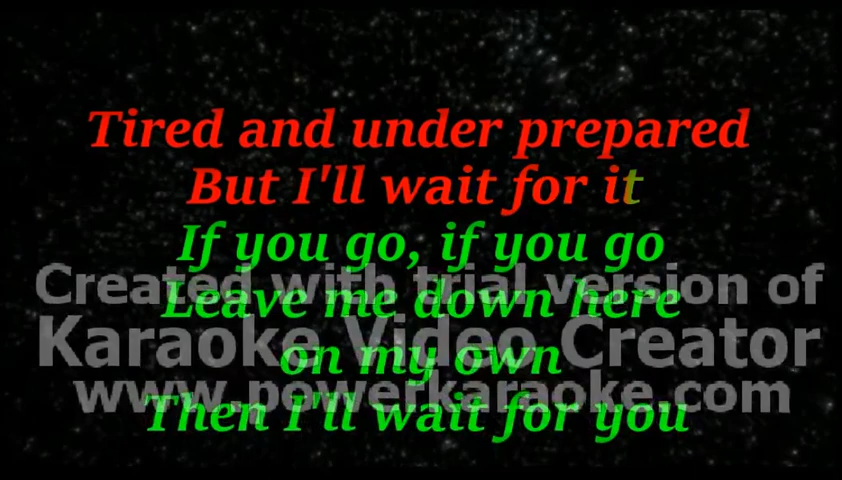 Tired and under prepared
But I'll wait for it
If you go, if you go
Created with trial version of
Leave me down here
Karaoke Video Creator
on my own
www.powerkaraoke.com
Then I'll wait for you